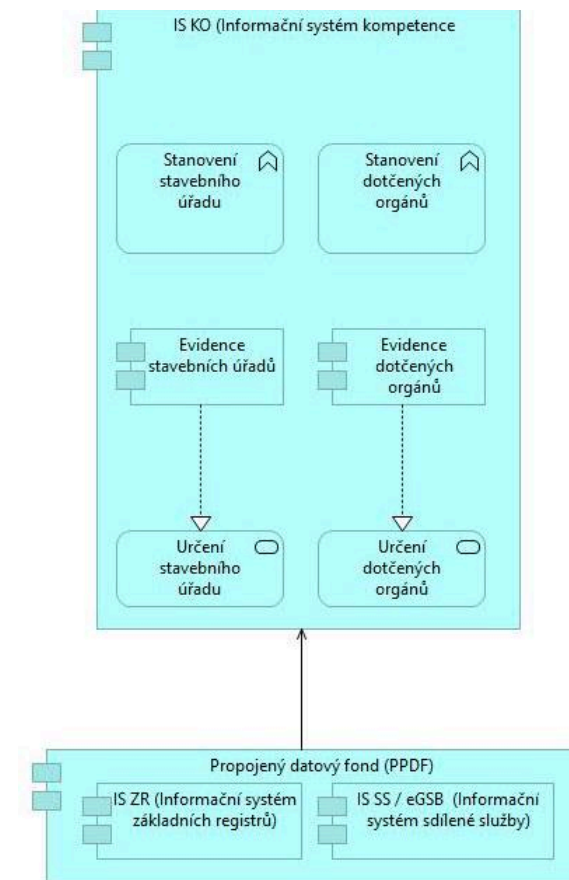 IS KO (Informační systém kompetence
Stanovení
stavebního
úřadu
Stanovení
dotčených
orgánů
Evidence
stavebních úřadů
Evidence
dotčených
orgánů
Určení
stavebního
úřadu
Určení
dotčených
orgánů
Propojený datový fond (PPDF)
IS ZR (Informační systém
základních registrů)
IS SS / eGSB (Informační
systém sdílené služby)